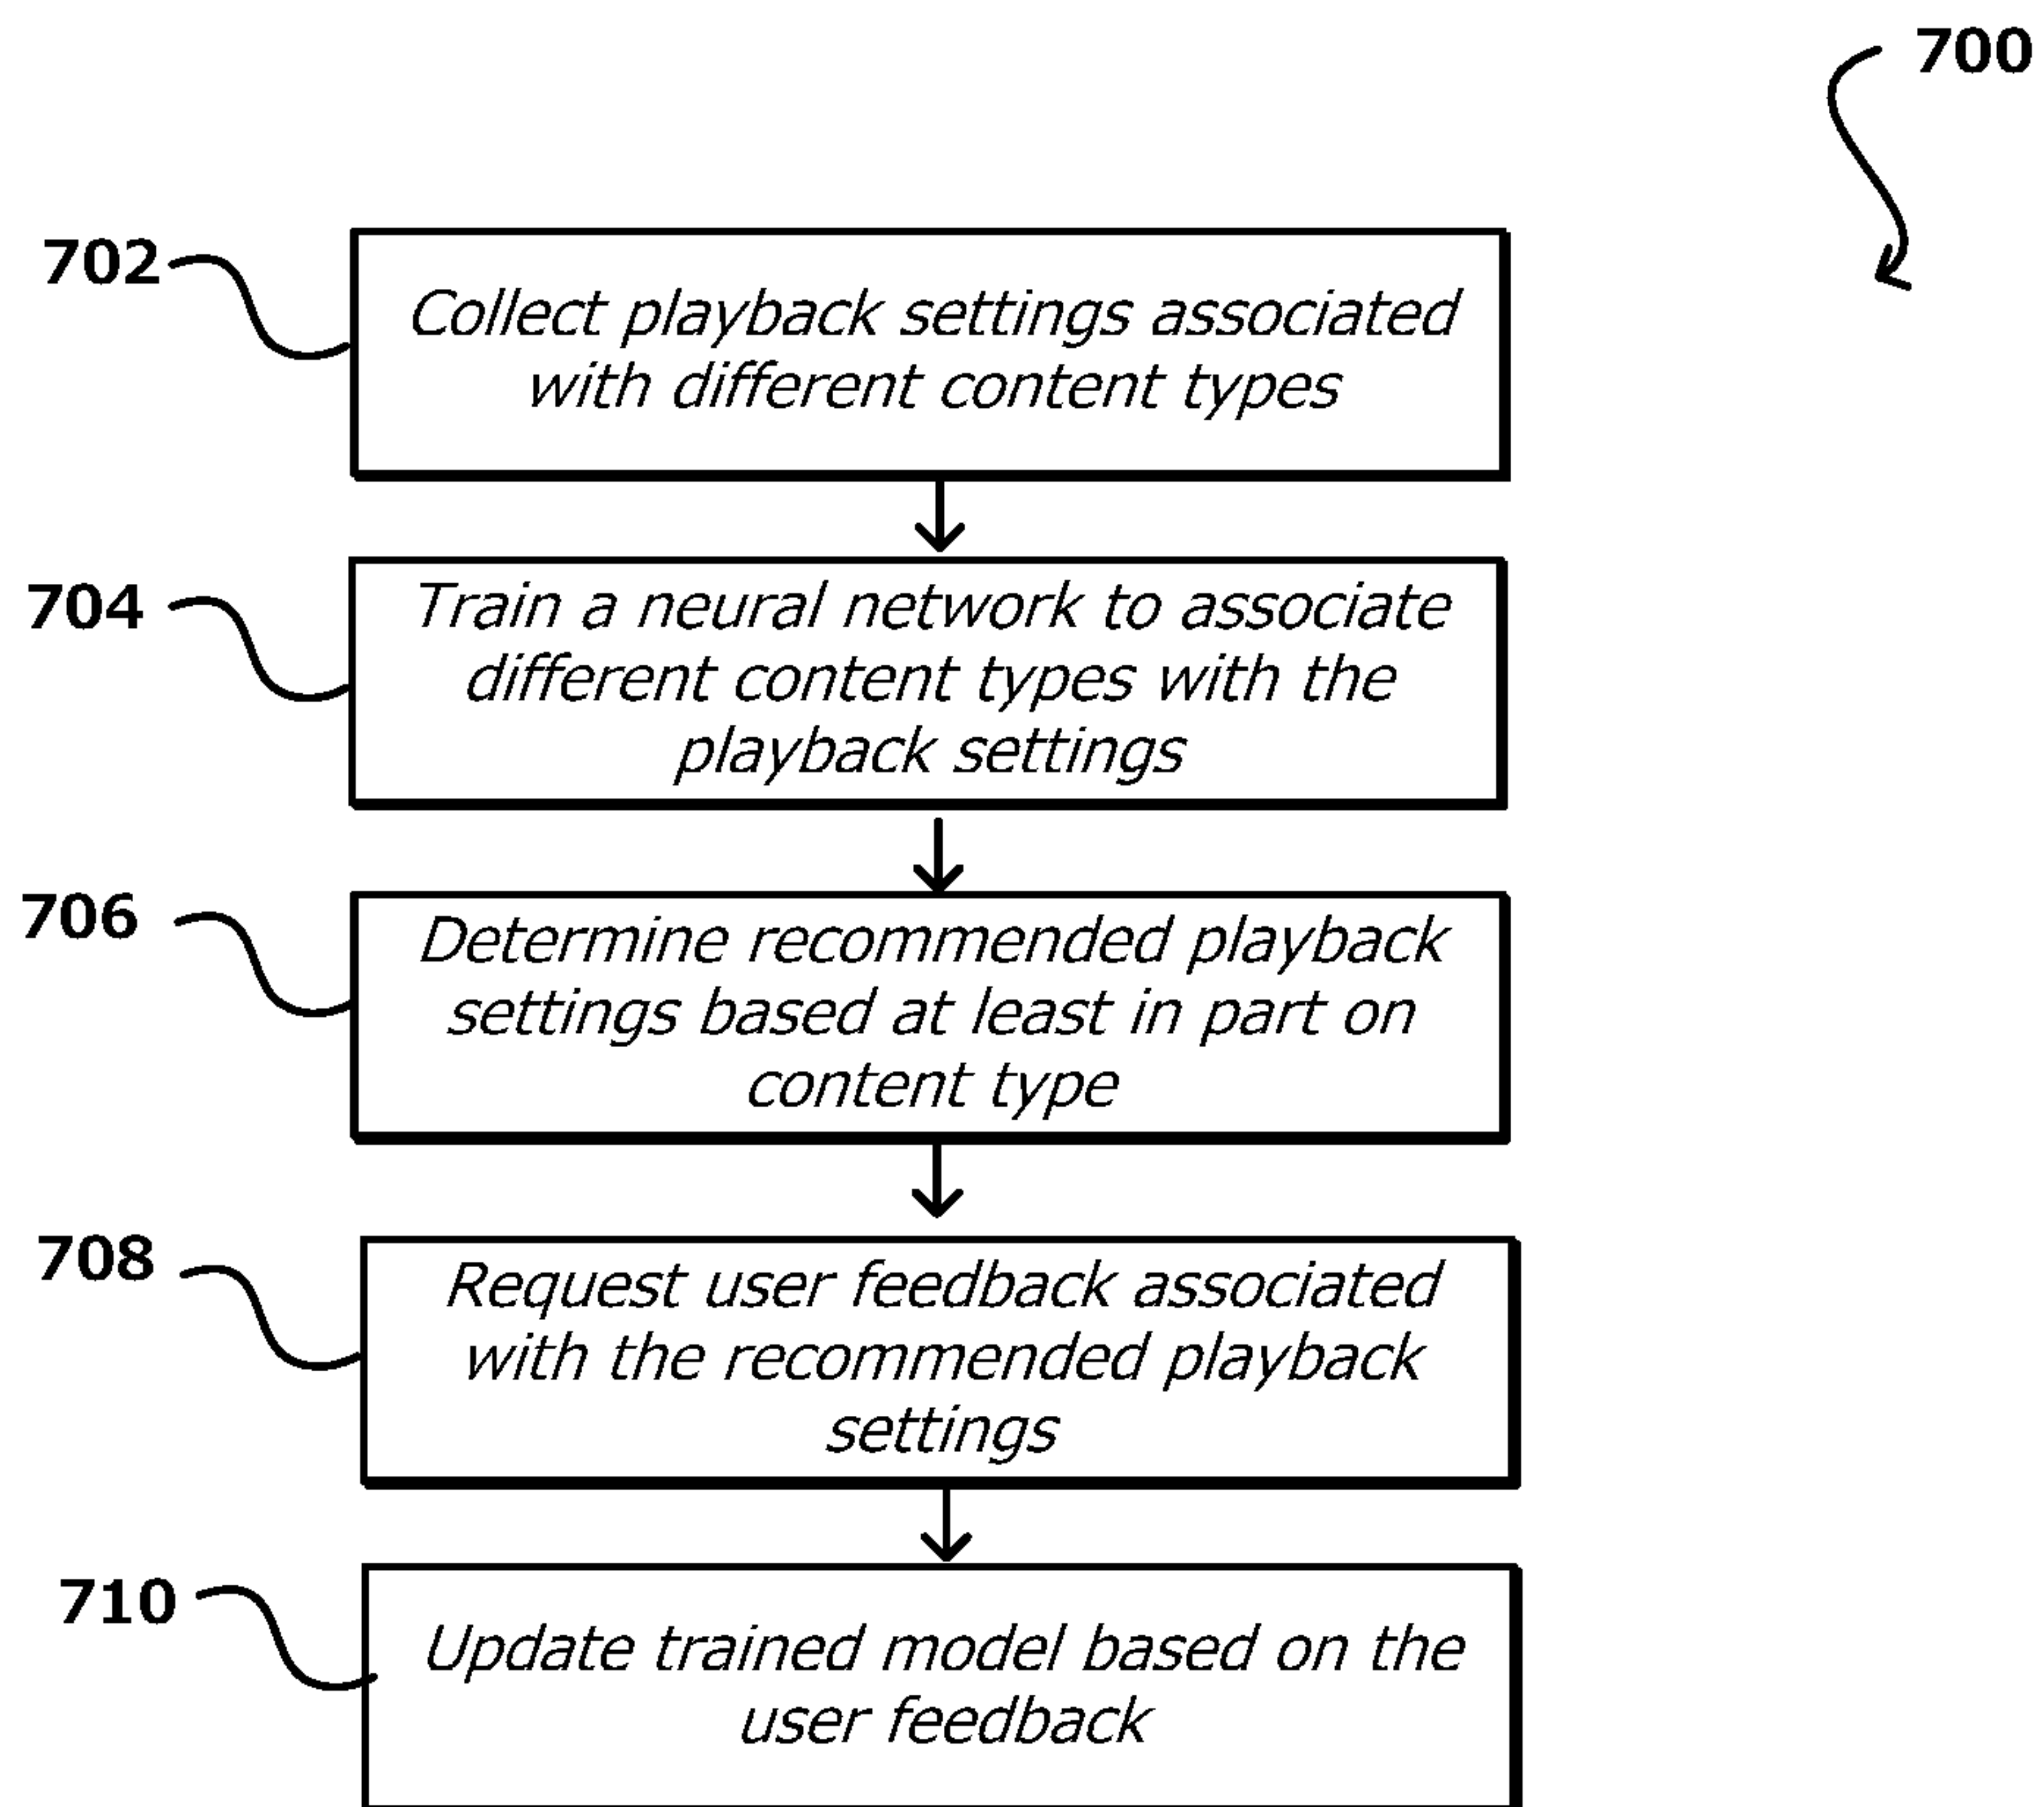 700
702
Collect playback settings associated
with different content types
704
Train a neural network to associate
different content types with the
playback settings
706
Determine recommended playback
settings based at least in part on
content type
708
Request user feedback associated
with the recommended playback
settings
710
Update trained model based on the
user feedback